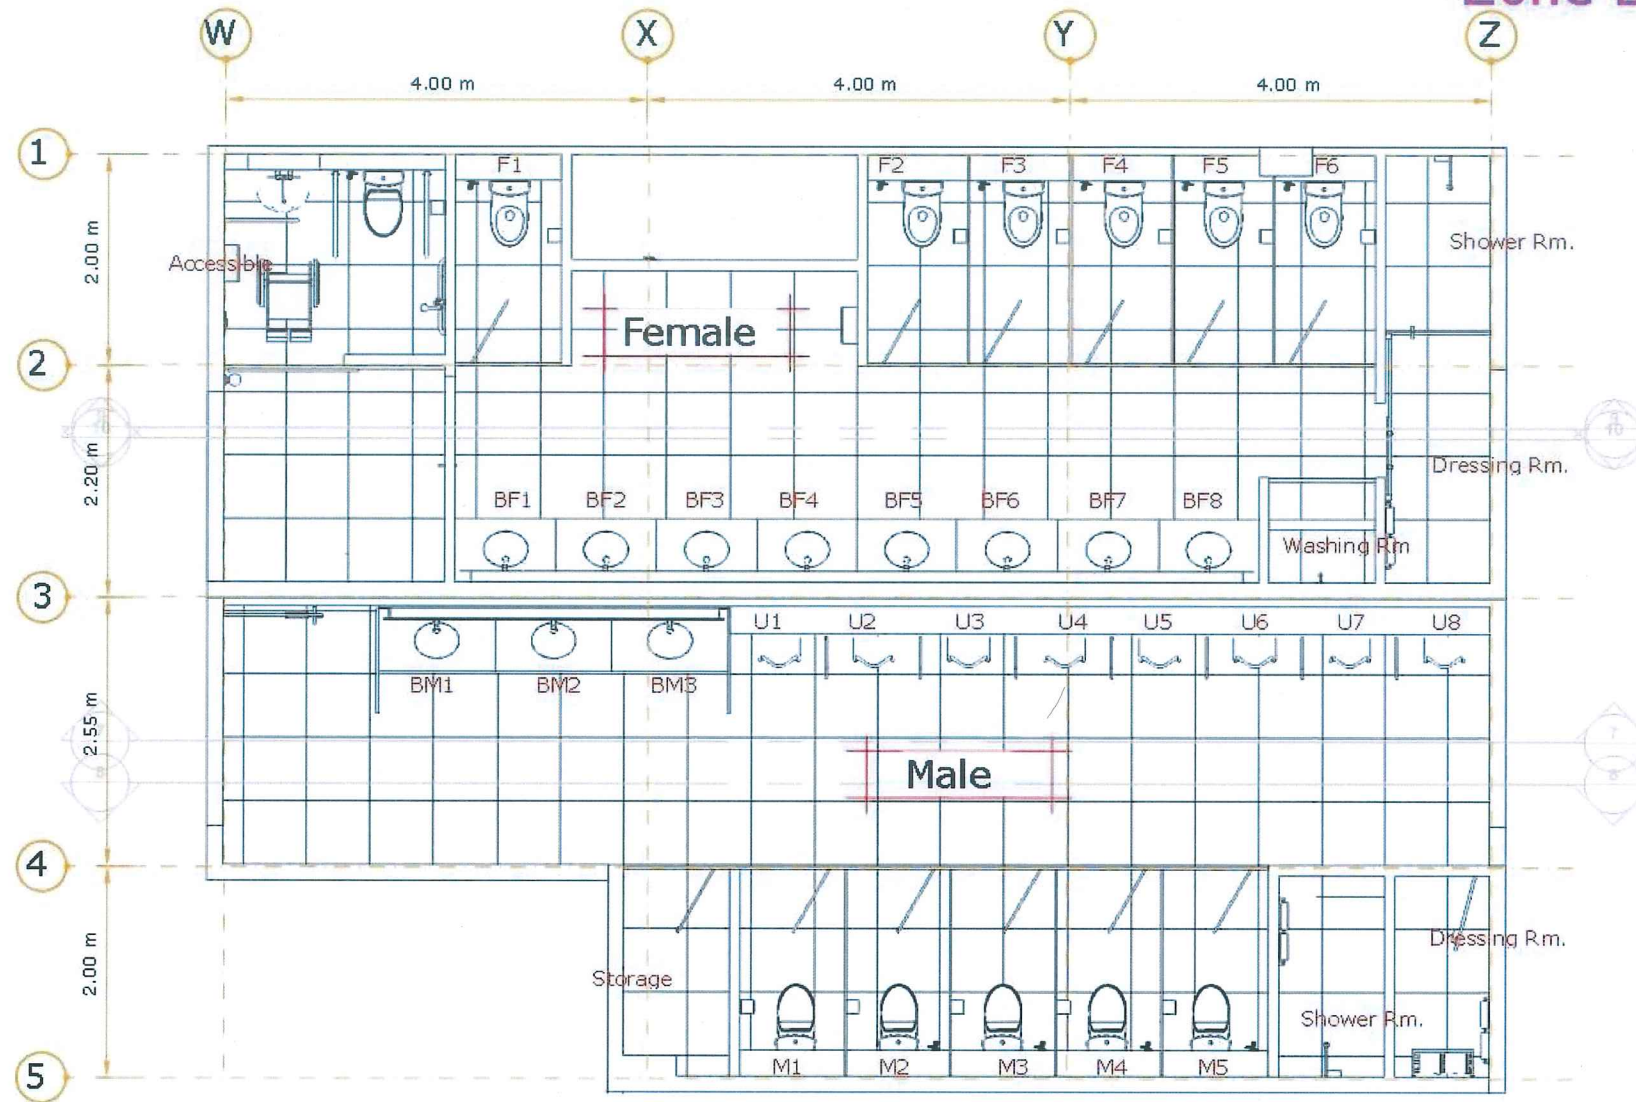 W X Y Z
4.00 m 4.00 m 4.00 m
1
F1 F2 F3 F4 F5 F6
2.00 m
Accessible
Shower Rm.
Female
2
2.20 m
Dressing Rm.
BF1 BF2 BF3 BF4 BF5 BF6 BF7 BF8
Washing Rm
3
U1 U2 U3 U4 U5 U6 U7 U8
BM1 BM2 BM3
2.55 m
7
Male
8
4
Dressing Rm.
2.00 m
Storage
Shower Rm.
M1 M2 M3 M4 M5
5